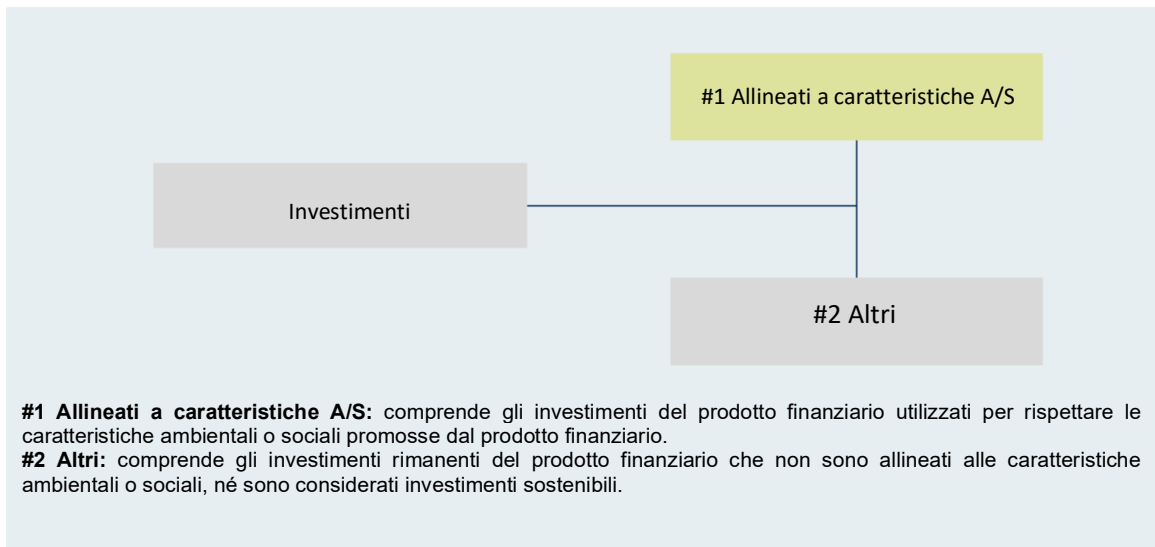 #1 Allineati a caratteristiche A/S
Investimenti
#2 Altri
#1 Allineati a caratteristiche A/S: comprende gli investimenti del prodotto finanziario utilizzati per rispettare le
caratteristiche ambientali o sociali promosse dal prodotto finanziario.
#2 Altri: comprende gli investimenti rimanenti del prodotto finanziario che non sono allineati alle caratteristiche
ambientali o sociali, né sono considerati investimenti sostenibili.